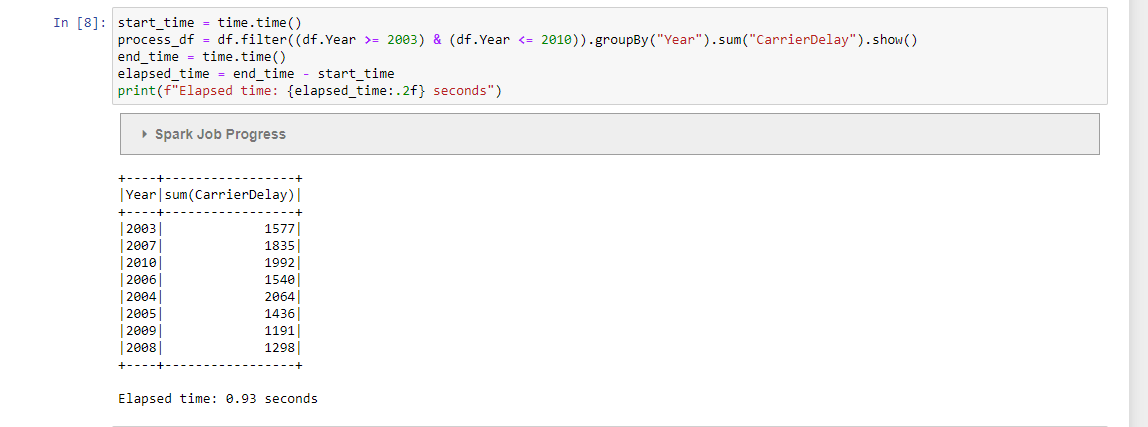 In [8]: start_time = time.time()
process_df = df.filter((df.Year >= 2003) & (df.Year <= 2010)).groupBy("Year").sum("CarrierDelay").show()
end_time = time.time()
elapsed_time = end_time - start_time
print(f"Elapsed time: {elapsed_time:.2f} seconds")
Spark Job Progress
+----+-----------------+
|Year|sum(CarrierDelay)|
+----+-----------------+
|2003|             1577|
|2007|             1835|
|2010|             1992|
|2006|             1540|
|2004|             2064|
|2005|             1436|
|2009|             1191|
|2008|             1298|
+----+-----------------+
Elapsed time: 0.93 seconds